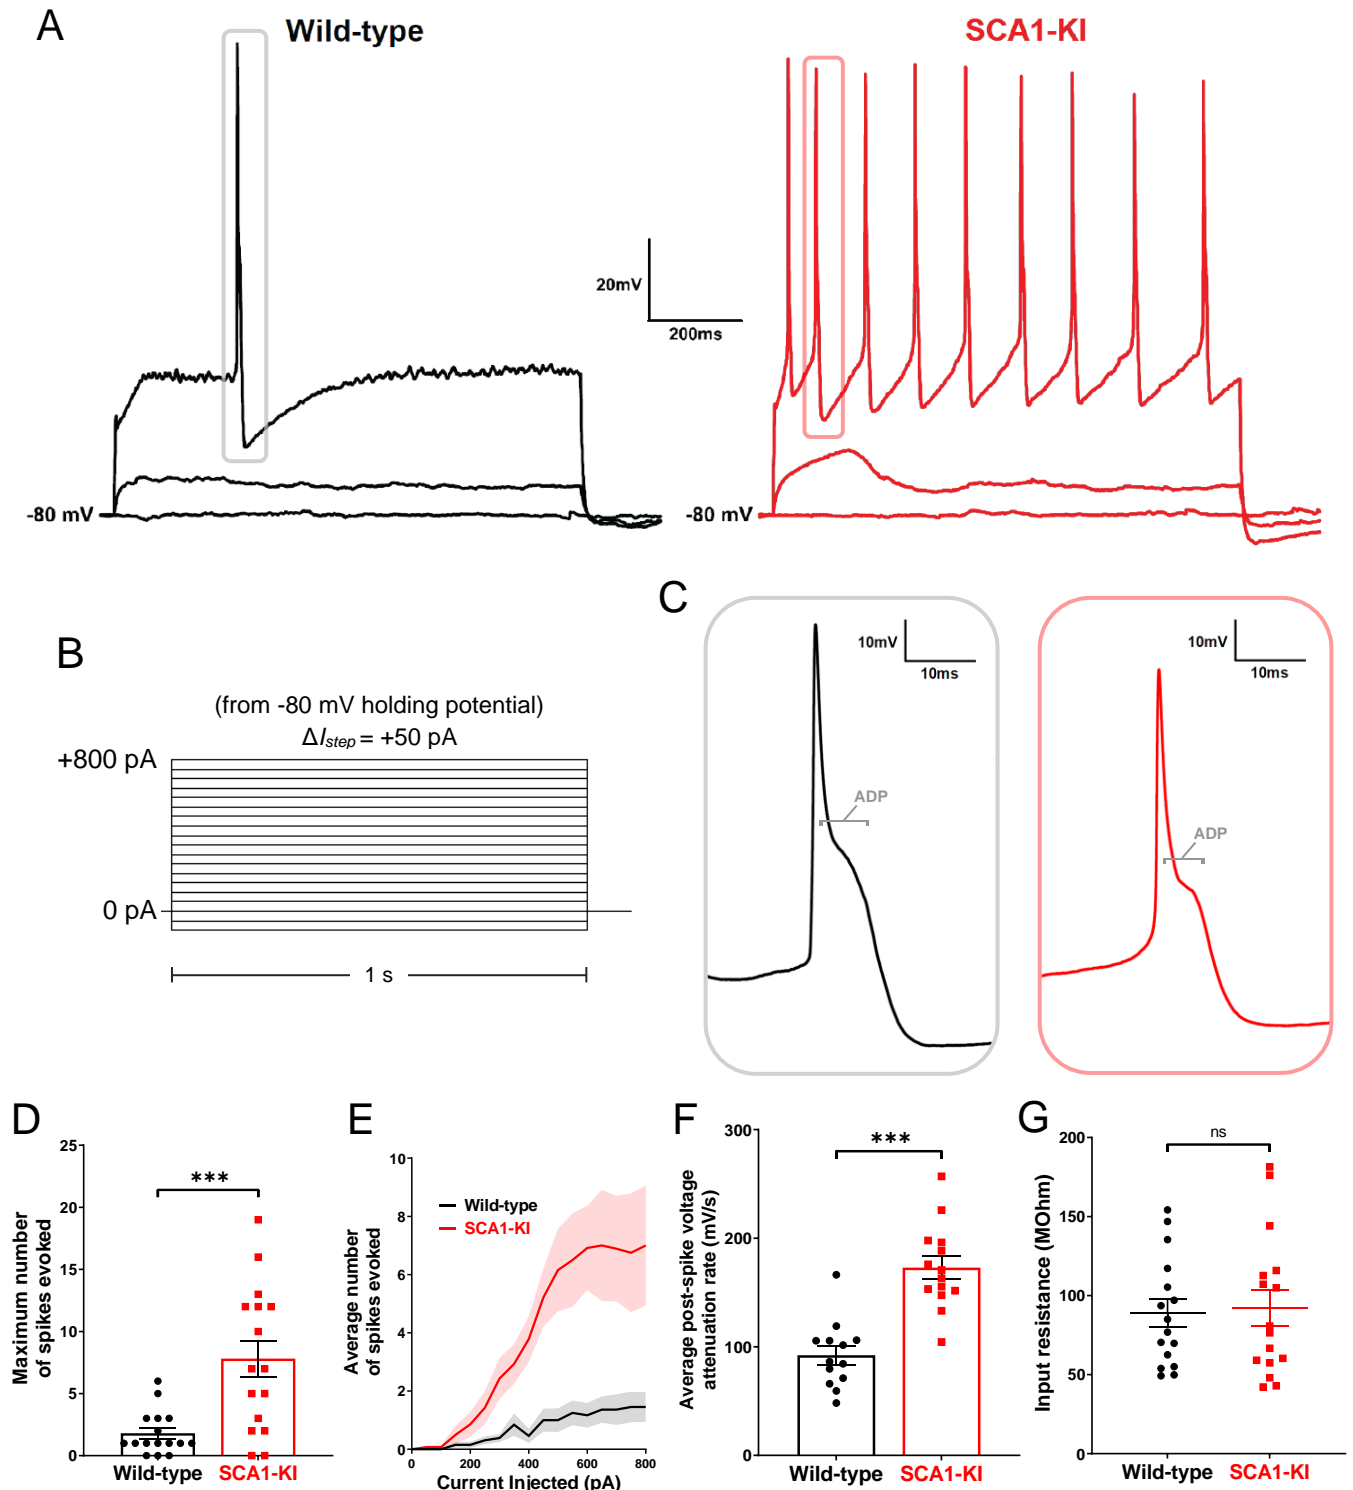 A
Wild-type
SCA1-KI
20mV
200ms
-80 mV
-80 mV
B
(from -80 mV holding potential)
ΔIstep = +50 pA
+800 pA
0 pA
1 s
C
10mV
10ms
ADP
10mV
10ms
ADP
D
Maximum number
of spikes evoked
25
20
15
10
5
0
***
Wild-type
SCA1-KI
E
Average number
of spikes evoked
10
8
6
4
2
0
Wild-type
SCA1-KI
0
200
400
600
800
Current Injected (pA)
F
Average post-spike voltage
attenuation rate (mV/s)
300
200
100
0
***
Wild-type
SCA1-KI
G
Input resistance (MOhm)
200
150
100
50
0
ns
Wild-type
SCA1-KI